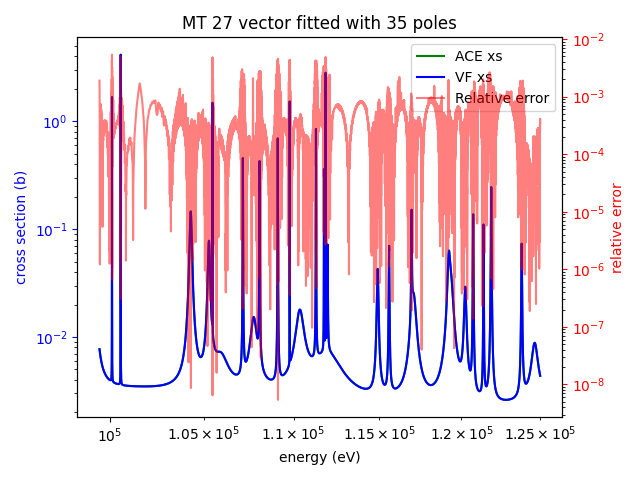 MT 27 vector fitted with 35 poles
10⁰
10⁻¹
10⁻²
cross section (b)
10⁻²
10⁻³
10⁻⁴
10⁻⁵
10⁻⁶
10⁻⁷
10⁻⁸
relative error
ACE xs
VF xs
Relative error
10⁵ 1.05 × 10⁵ 1.1 × 10⁵ 1.15 × 10⁵ 1.2 × 10⁵ 1.25 × 10⁵
energy (eV)